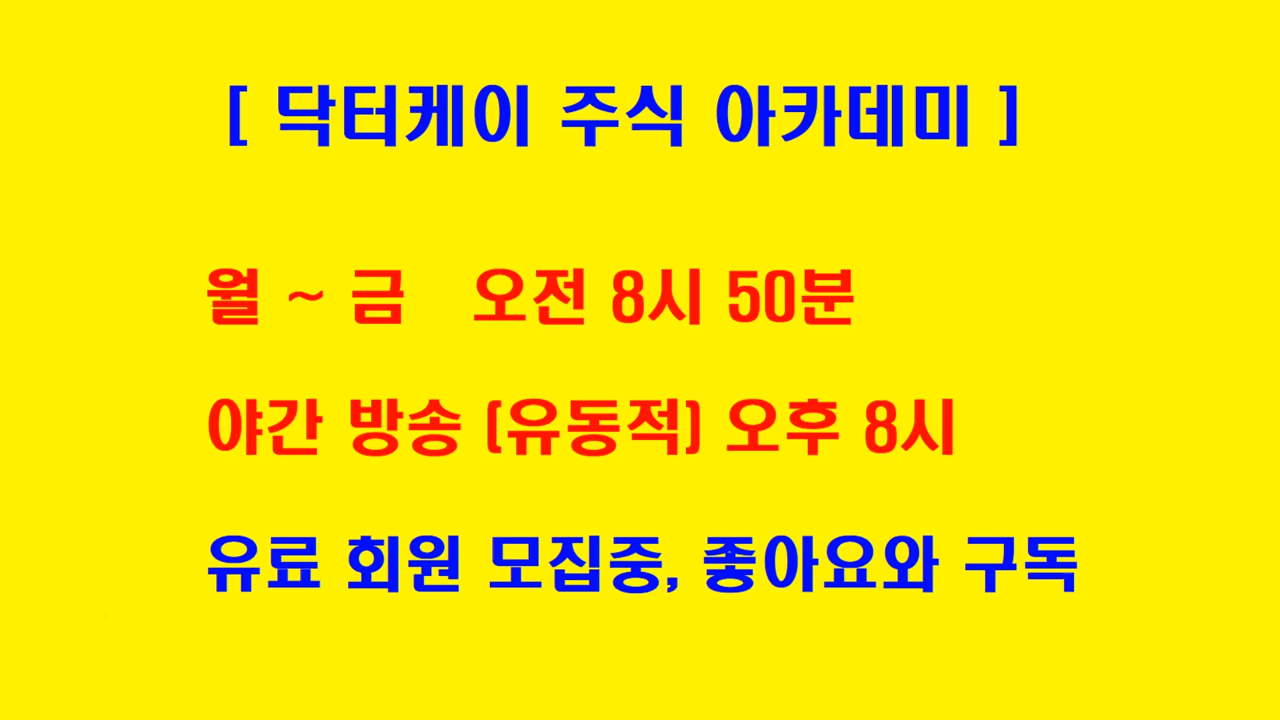 [ 닥터케이 주식 아카데미 ]
월 ~ 금 오전 8시 50분
야간 방송 (유동적) 오후 8시
유료 회원 모집중, 좋아요와 구독